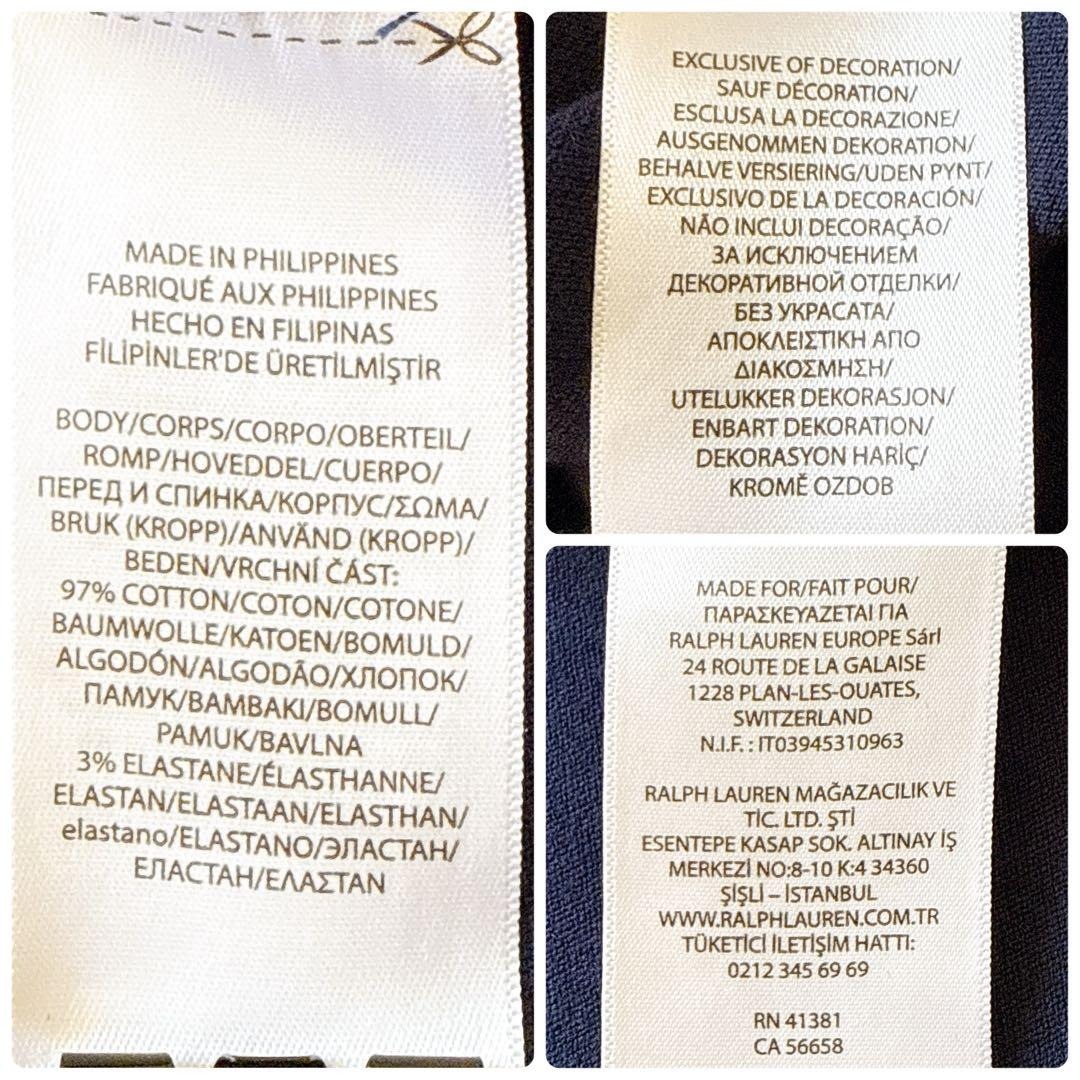 MADE IN PHILIPPINES
FABRIQUÉ AUX PHILIPPINES
HECHO EN FILIPINAS
FİLİPİNLER'DE ÜRETİLMİŞTİR
BODY/CORPS/CORPO/OBERTEIL/
ROMP/HOVEDDEL/CUERPO/
ПЕРЕД И СПИНКА/КОРПУС/ΣΩΜΑ/
BRUK (KROPP)/ANVÄND (KROPP)/
BEDEN/VRCHNÍ ČÁST:
97% COTTON/COTON/COTONE/
BAUMWOLLE/KATOEN/BOMULD/
ALGODÓN/ALGODÃO/ХЛОПОК/
ПАМУК/ΒΑΜΒΑΚΙ/BOMULL/
PAMUK/BAVLNA
3% ELASTANE/ÉLASTHANNE/
ELASTAN/ELASTAAN/ELASTHAN/
elastano/ELASTANO/ЭЛАСТАН/
ЕЛАСТАН/ΕΛΑΣΤΑΝ
EXCLUSIVE OF DECORATION/
SAUF DÉCORATION/
ESCLUSA LA DECORAZIONE/
AUSGENOMMEN DEKORATION/
BEHALVE VERSIERING/UDEN PYNT/
EXCLUSIVO DE LA DECORACIÓN/
NÃO INCLUI DECORAÇÃO/
ЗА ИСКЛЮЧЕНИЕМ
ДЕКОРАТИВНОЙ ОТДЕЛКИ/
БЕЗ УКРАСАТА/
ΑΠΟΚΛΕΙΣΤΙΚΗ ΑΠΟ
ΔΙΑΚΟΣΜΗΣΗ/
UTELUKKER DEKORASJON/
ENBART DEKORATION/
DEKORASYON HARİÇ/
KROMĚ OZDOB
MADE FOR/FAIT POUR/
ΠΑΡΑΣΚΕΥΑΖΕΤΑΙ ΓΙΑ
RALPH LAUREN EUROPE Sárl
24 ROUTE DE LA GALAISE
1228 PLAN-LES-OUATES,
SWITZERLAND
N.I.F. : IT03945310963
RALPH LAUREN MAĞAZACILIK VE
TİC. LTD. ŞTİ
ESENTEPE KASAP SOK. ALTINAY İŞ
MERKEZİ NO:8-10 K:4 34360
ŞİŞLİ – İSTANBUL
WWW.RALPHLAUREN.COM.TR
TÜKETİCİ İLETİŞİM HATTI:
0212 345 69 69
RN 41381
CA 56658